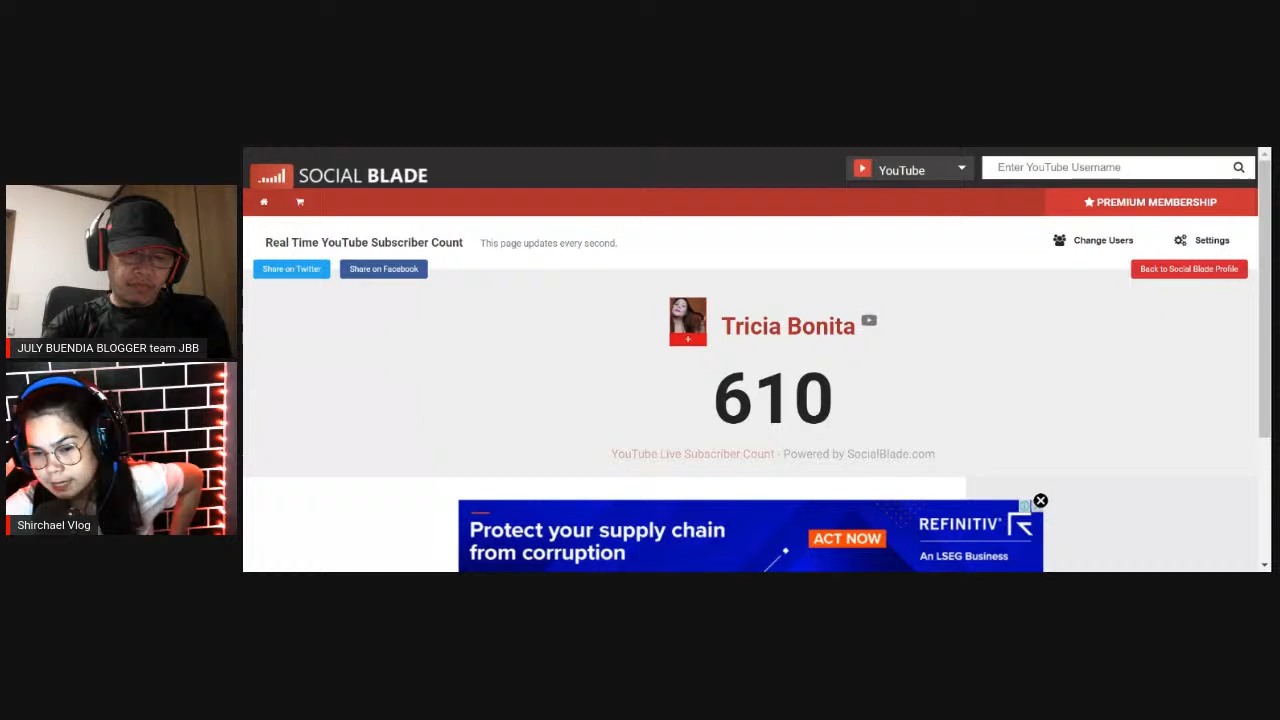 SOCIAL BLADE
YouTube
Enter YouTube Username
PREMIUM MEMBERSHIP
Real Time YouTube Subscriber Count
This page updates every second.
Change Users
Settings
Share on Twitter
Share on Facebook
Back to Social Blade Profile
Tricia Bonita
+
610
YouTube Live Subscriber Count - Powered by SocialBlade.com
Protect your supply chain
from corruption
ACT NOW
REFINITIV
An LSEG Business
JULY BUENDIA BLOGGER team JBB
Shirchael Vlog